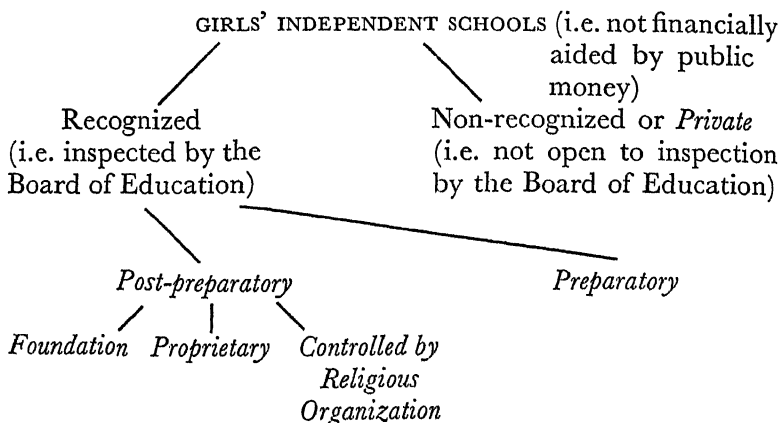 GIRLS' INDEPENDENT SCHOOLS (i.e. not financially
aided by public
money)
Recognized
(i.e. inspected by the
Board of Education)
Non-recognized or Private
(i.e. not open to inspection
by the Board of Education)
Post-preparatory
Preparatory
Foundation
Proprietary
Controlled by
Religious
Organization